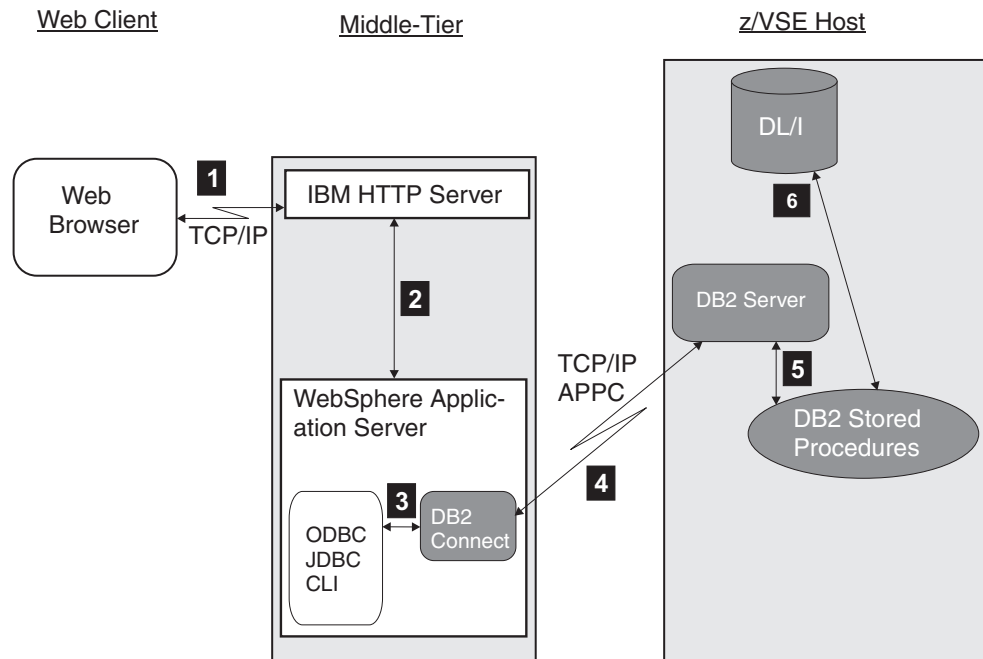 Web Client
Middle-Tier
z/VSE Host
DL/I
1
Web
Browser
TCP/IP
IBM HTTP Server
6
2
DB2 Server
TCP/IP
APPC
5
WebSphere Applic-
ation Server
DB2 Stored
Procedures
4
3
ODBC
JDBC
CLI
DB2
Connect